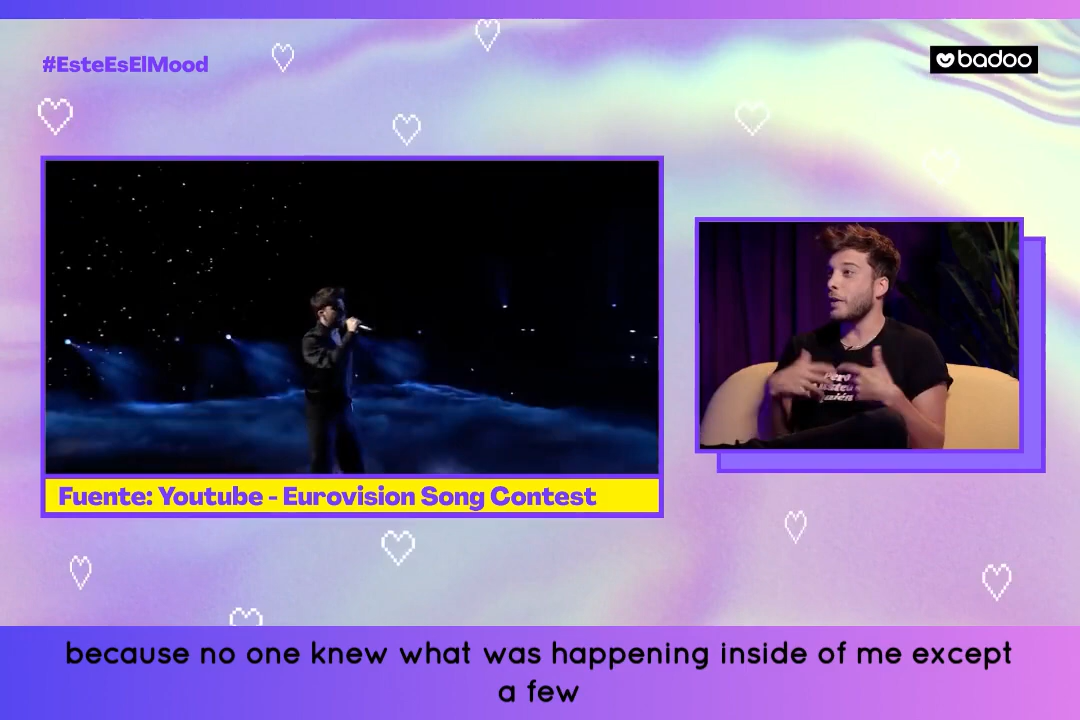 #EsteEsElMood
badoo
Fuente: Youtube - Eurovision Song Contest
because no one knew what was happening inside of me except
a few